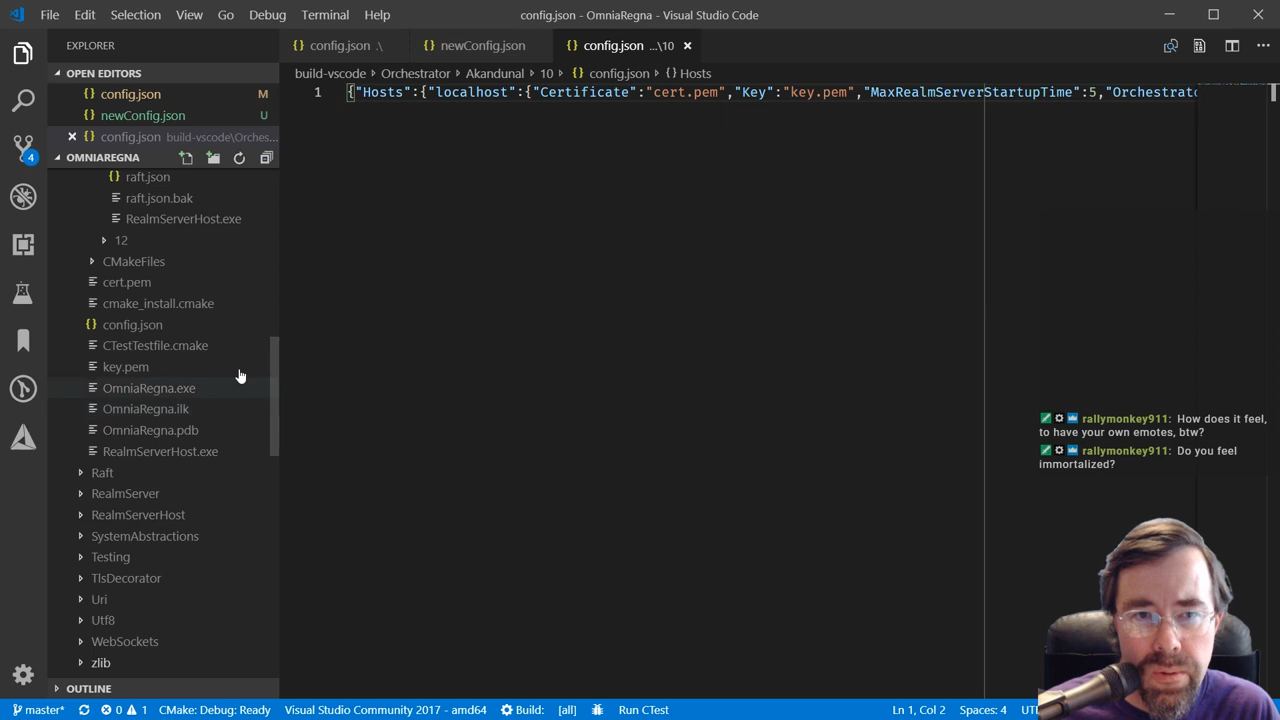 File Edit Selection View Go Debug Terminal Help
config.json - OmniaRegna - Visual Studio Code
EXPLORER
config.json .\
newConfig.json
config.json ...\10
OPEN EDITORS
config.json M
newConfig.json U
config.json build-vscode\Orches...
build-vscode Orchestrator Akandunal 10 config.json Hosts
1 {"Hosts":{"localhost":{"Certificate":"cert.pem","Key":"key.pem","MaxRealmServerStartupTime":5,"Orchestrato
4
OMNIAREGNA
raft.json
raft.json.bak
RealmServerHost.exe
12
CMakeFiles
cert.pem
cmake_install.cmake
config.json
CTestTestfile.cmake
key.pem
OmniaRegna.exe
OmniaRegna.ilk
OmniaRegna.pdb
RealmServerHost.exe
Raft
RealmServer
RealmServerHost
SystemAbstractions
Testing
TlsDecorator
Uri
Utf8
WebSockets
zlib
OUTLINE
rallymonkey911: How does it feel,
to have your own emotes, btw?
rallymonkey911: Do you feel
immortalized?
master* 0 1 CMake: Debug: Ready Visual Studio Community 2017 - amd64 Build: [all] Run CTest Ln 1, Col 2 Spaces: 4 UT